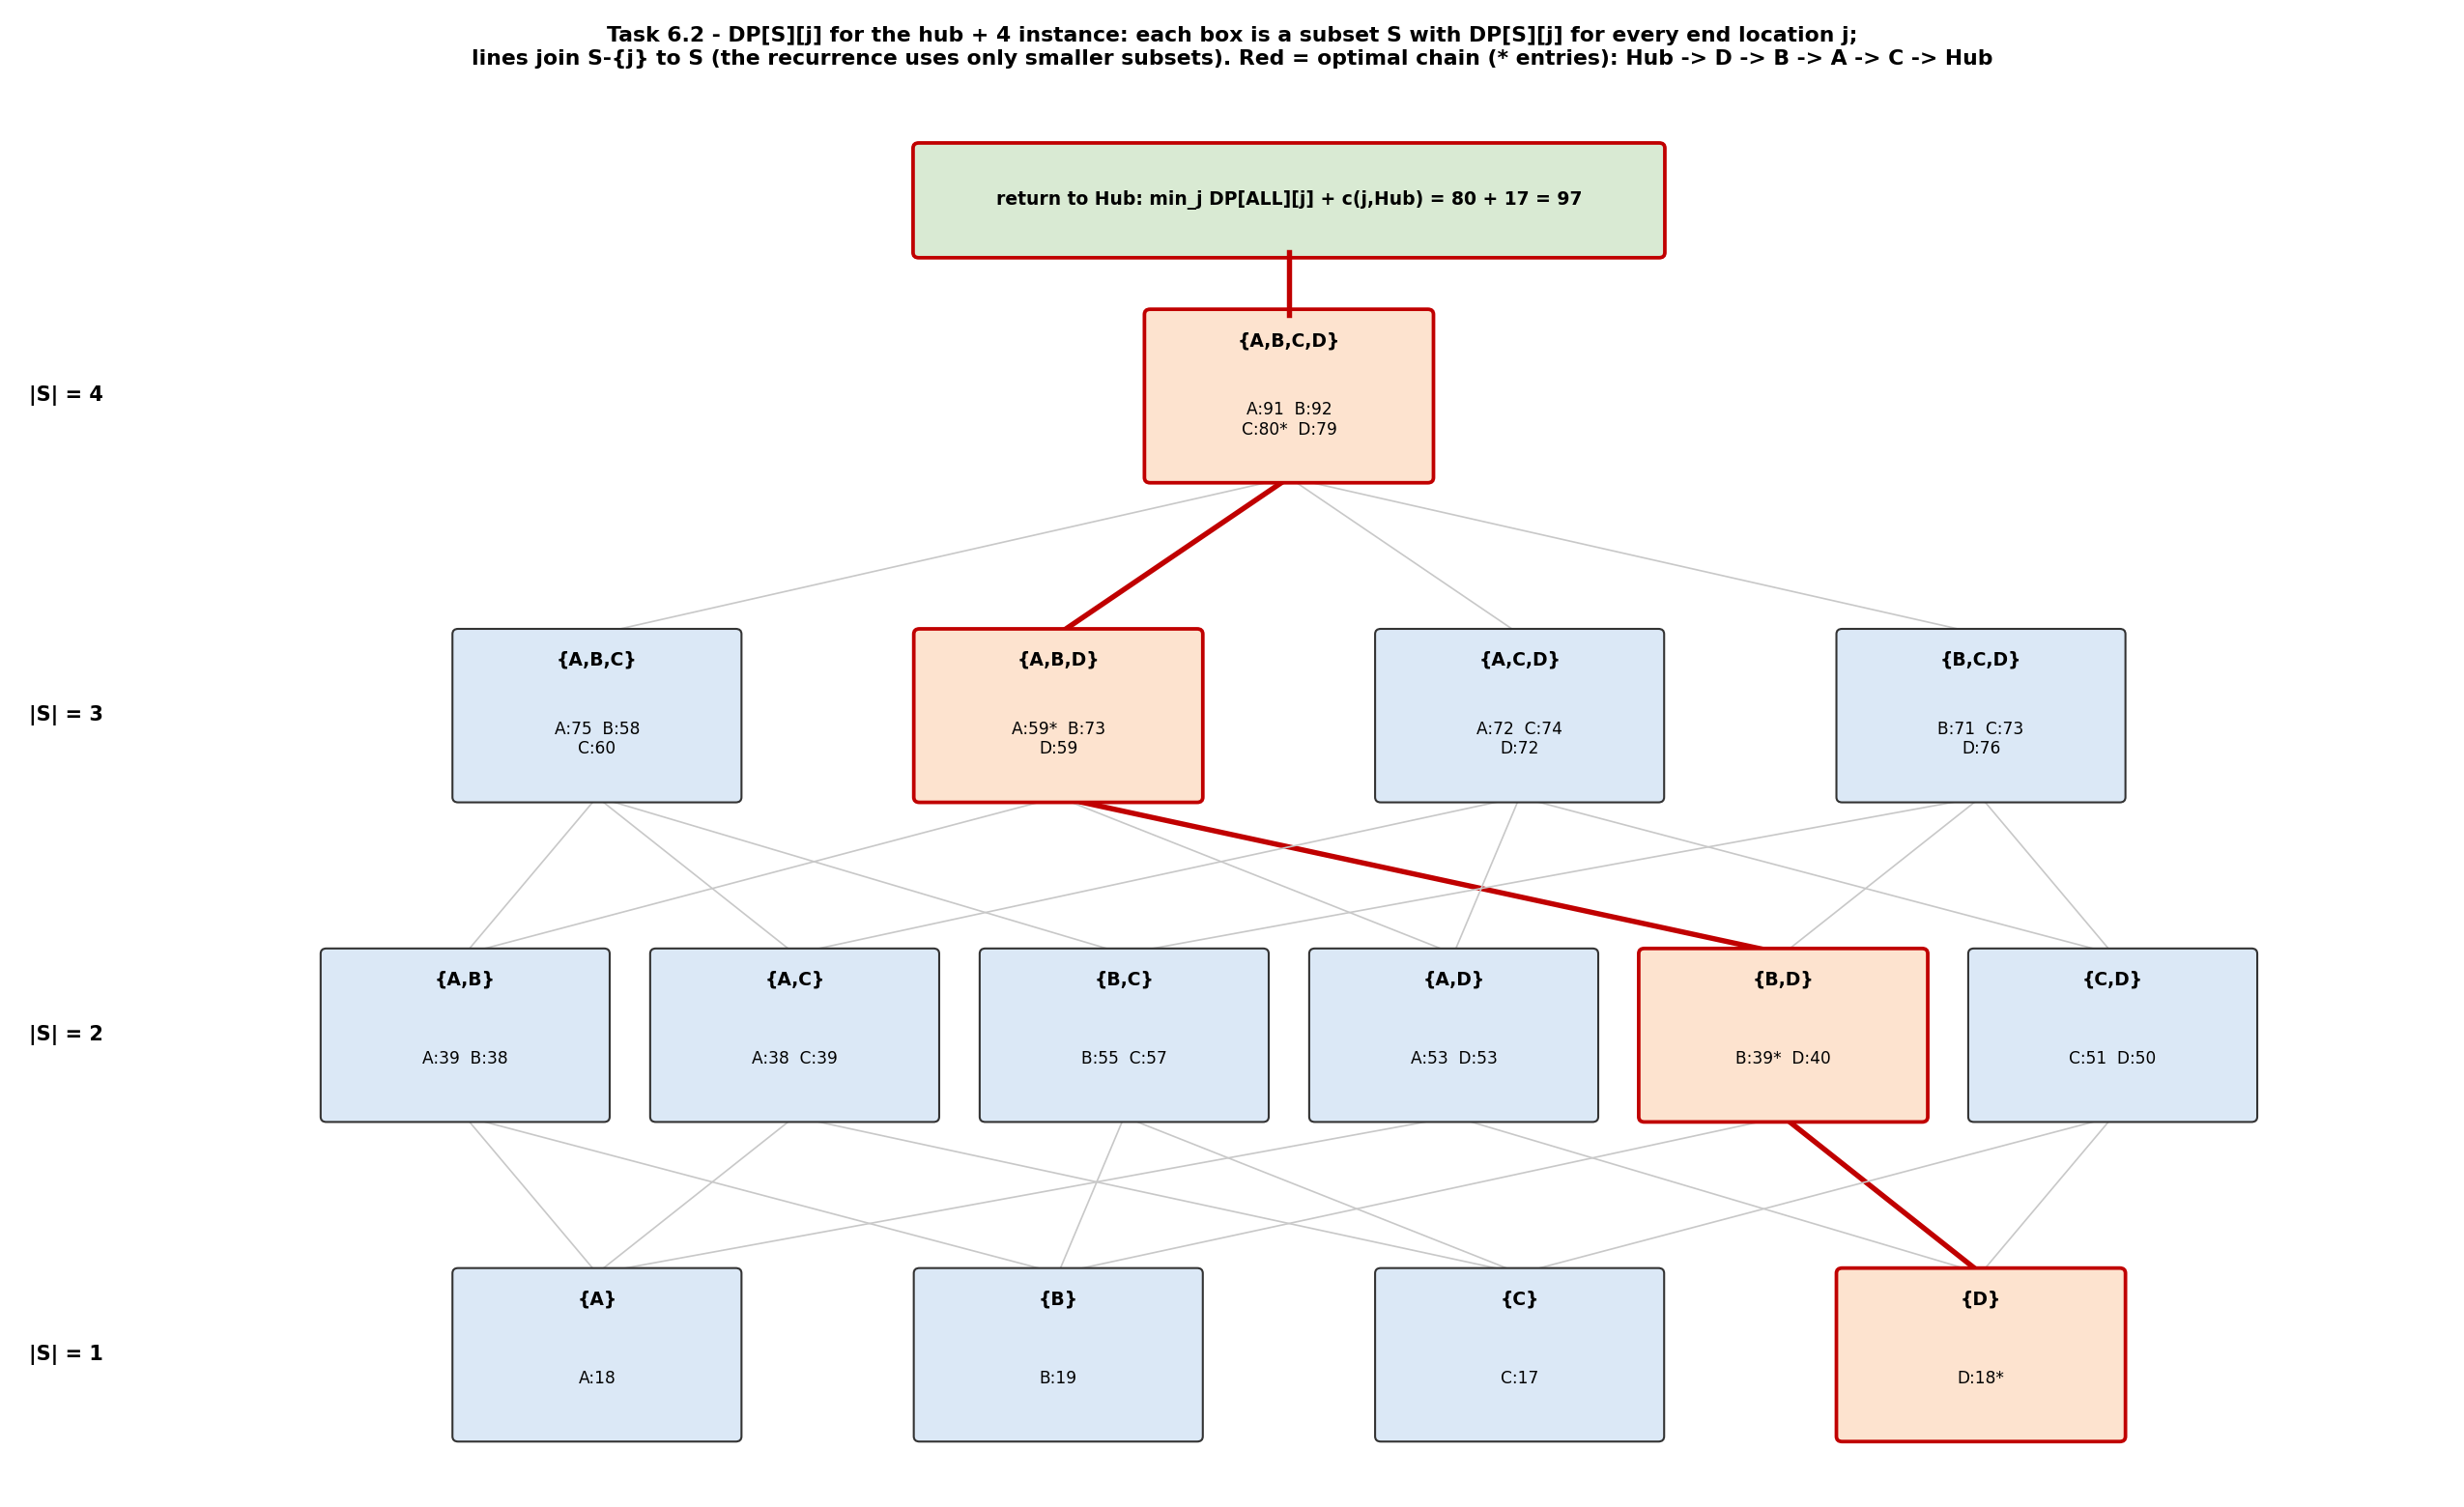 Task 6.2 - DP[S][j] for the hub + 4 instance: each box is a subset S with DP[S][j] for every end location j;
lines join S-{j} to S (the recurrence uses only smaller subsets). Red = optimal chain (* entries): Hub -> D -> B -> A -> C -> Hub
return to Hub: min_j DP[ALL][j] + c(j,Hub) = 80 + 17 = 97
|S| = 4
{A,B,C,D}
A:91 B:92
C:80* D:79
|S| = 3
{A,B,C}
A:75 B:58
C:60
{A,B,D}
A:59* B:73
D:59
{A,C,D}
A:72 C:74
D:72
{B,C,D}
B:71 C:73
D:76
|S| = 2
{A,B}
A:39 B:38
{A,C}
A:38 C:39
{B,C}
B:55 C:57
{A,D}
A:53 D:53
{B,D}
B:39* D:40
{C,D}
C:51 D:50
|S| = 1
{A}
A:18
{B}
B:19
{C}
C:17
{D}
D:18*